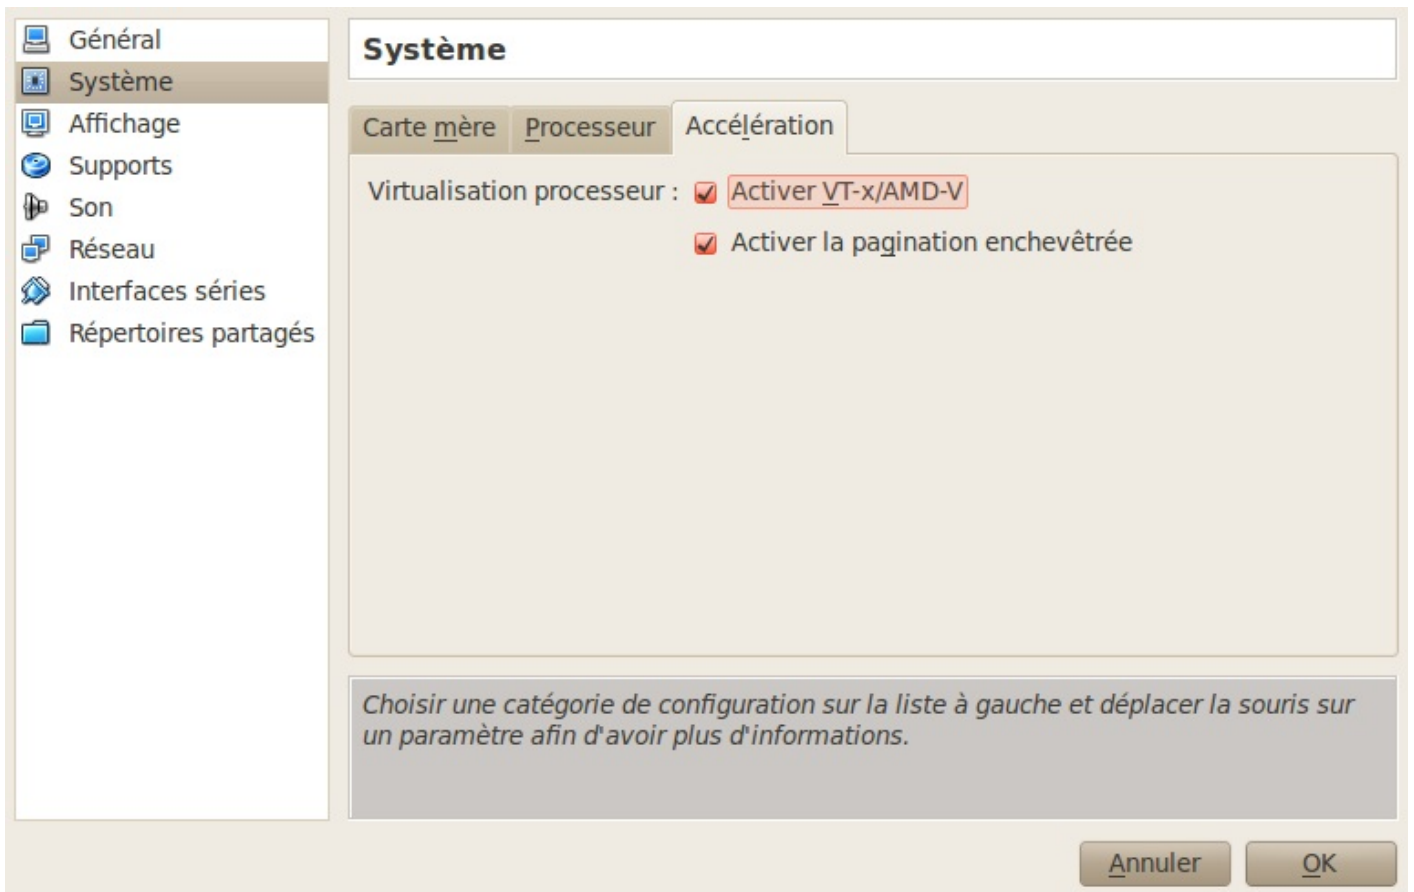 Général
Système
Affichage
Supports
Son
Réseau
Interfaces séries
Répertoires partagés
Système
Carte mère Processeur Accélération
Virtualisation processeur : Activer VT-x/AMD-V
Activer la pagination enchevêtrée
Choisir une catégorie de configuration sur la liste à gauche et déplacer la souris sur
un paramètre afin d'avoir plus d'informations.
Annuler OK